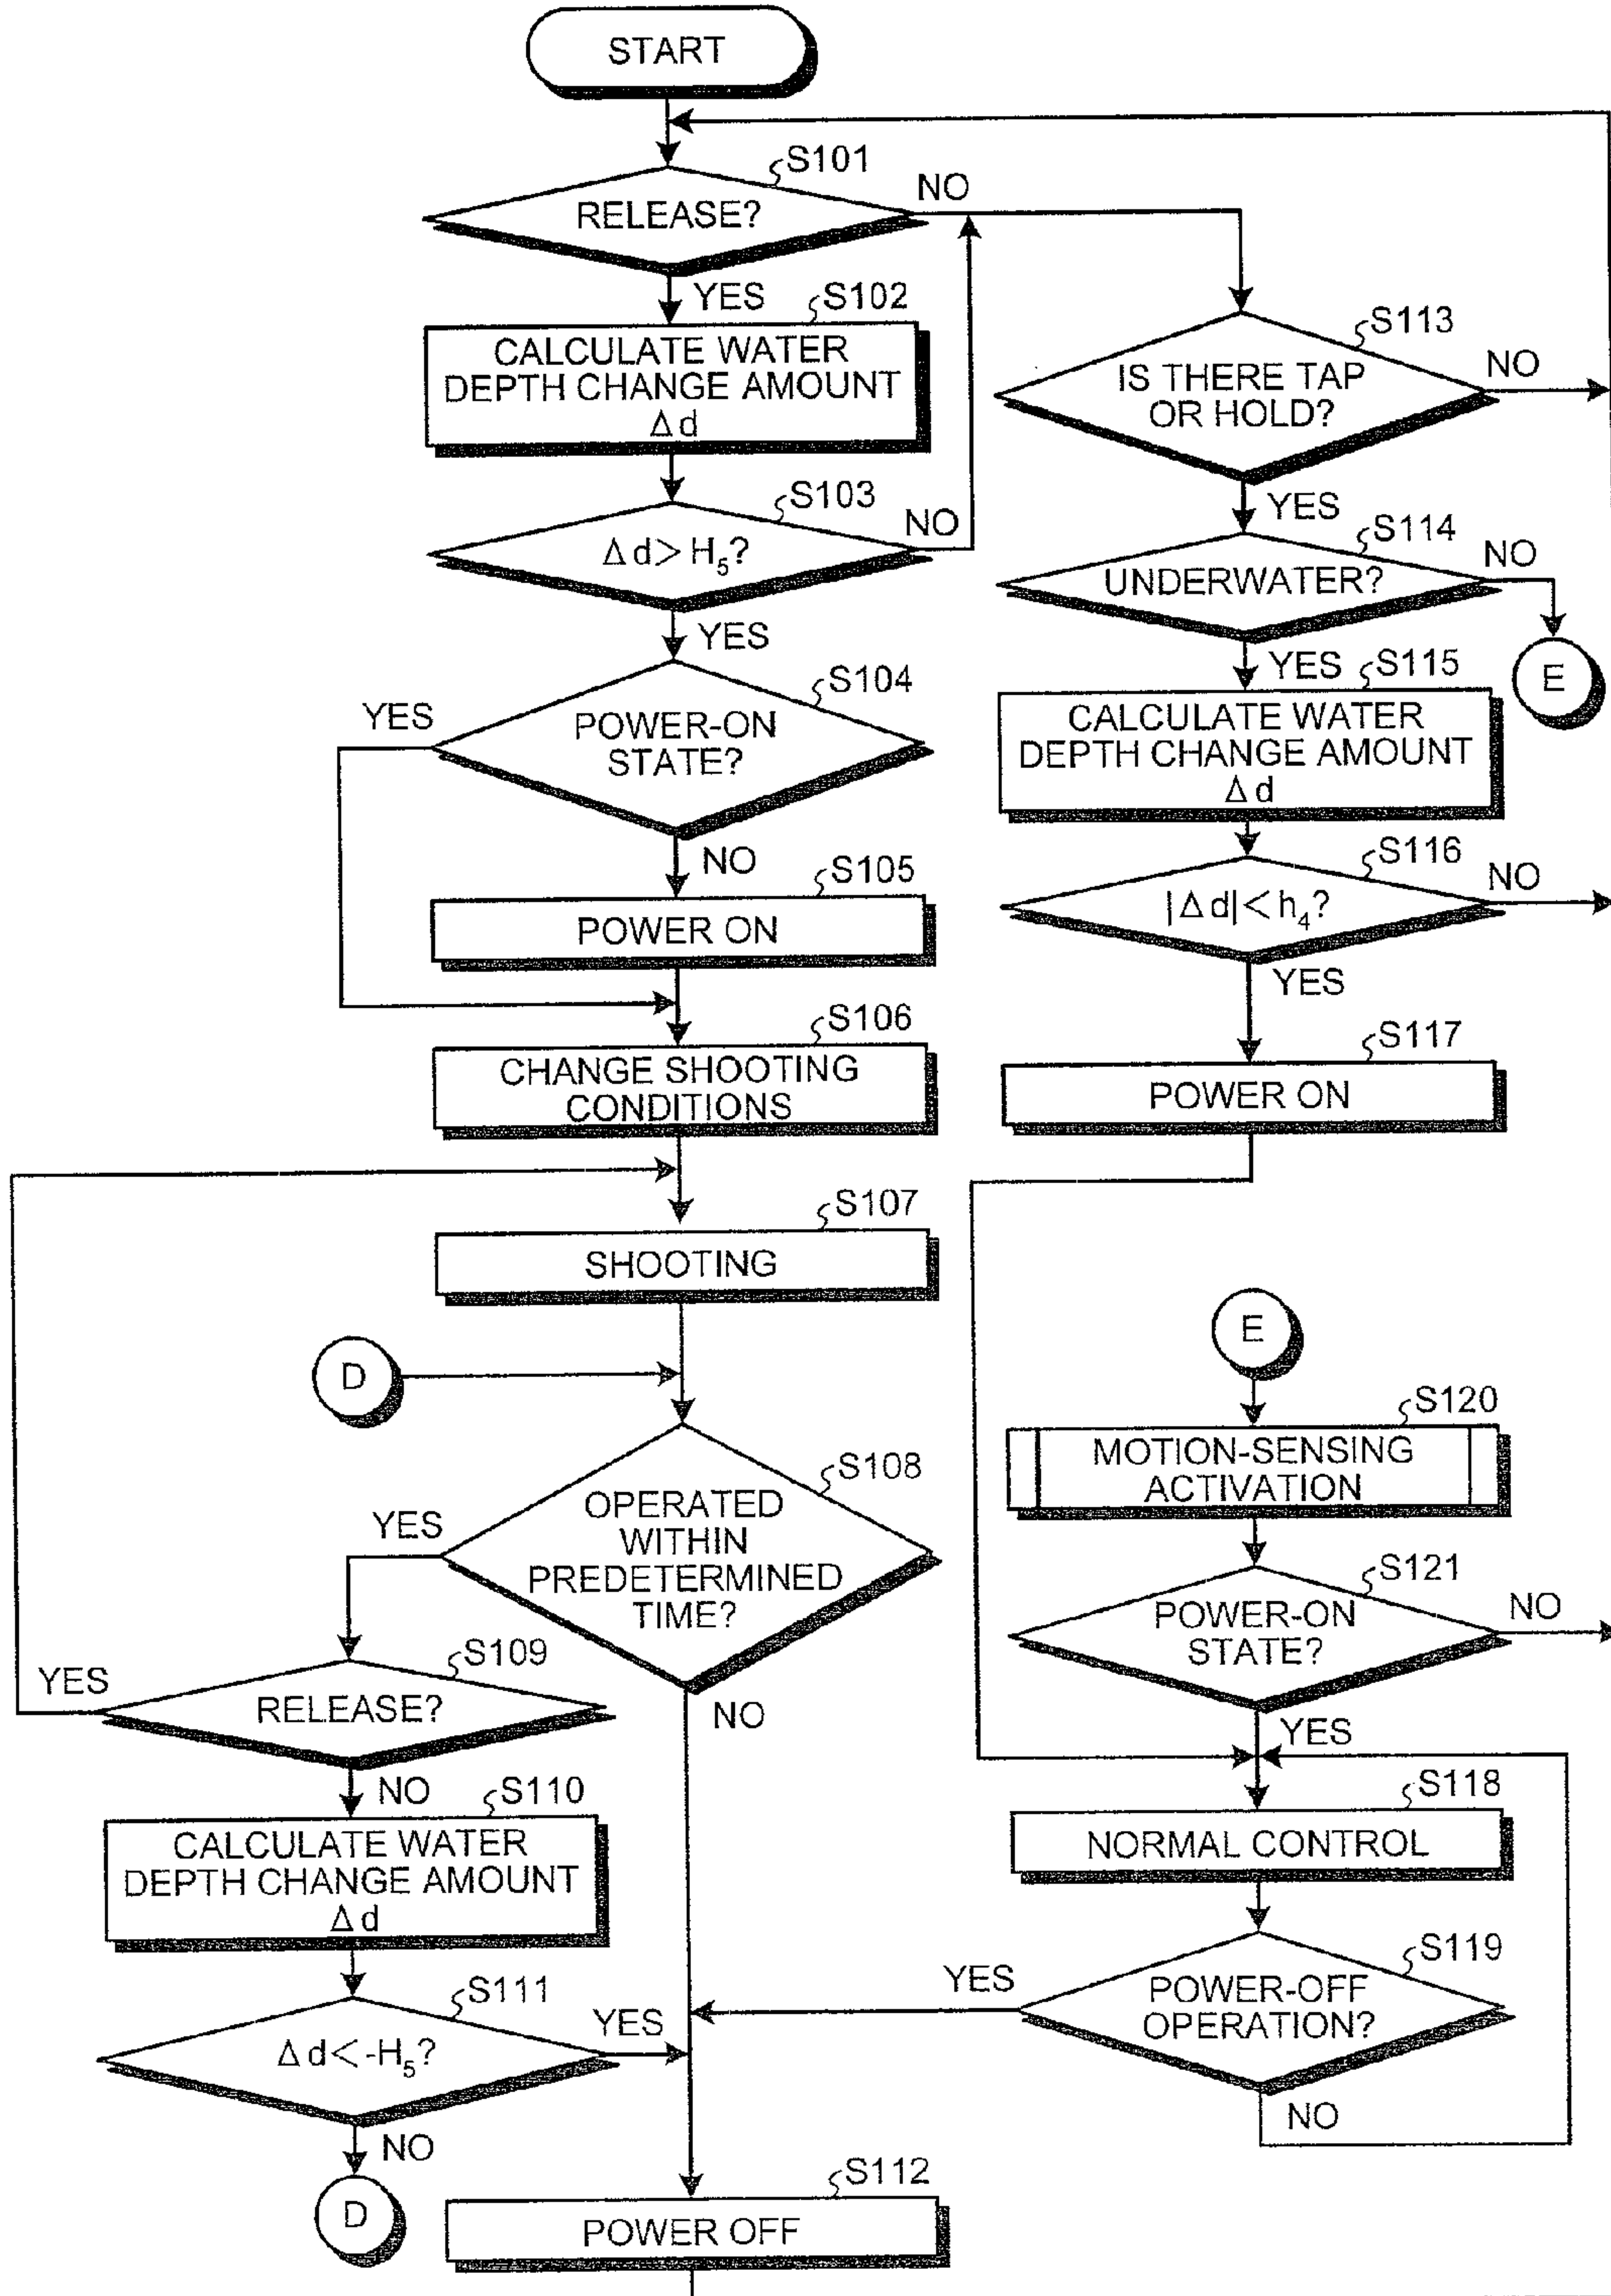 START
S101
RELEASE?
NO
YES
S102
CALCULATE WATER
DEPTH CHANGE AMOUNT
Δd
S103
Δd>H₅?
NO
YES
S104
POWER-ON
STATE?
YES
NO
S105
POWER ON
S106
CHANGE SHOOTING
CONDITIONS
S107
SHOOTING
D
S108
OPERATED
WITHIN
PREDETERMINED
TIME?
YES
NO
S109
RELEASE?
YES
NO
S110
CALCULATE WATER
DEPTH CHANGE AMOUNT
Δd
S111
Δd<-H₅?
YES
NO
D
S112
POWER OFF
S113
IS THERE TAP
OR HOLD?
NO
YES
S114
UNDERWATER?
NO
E
YES
S115
CALCULATE WATER
DEPTH CHANGE AMOUNT
Δd
S116
|Δd|<h₄?
NO
YES
S117
POWER ON
E
S120
MOTION-SENSING
ACTIVATION
S121
POWER-ON
STATE?
NO
YES
S118
NORMAL CONTROL
S119
POWER-OFF
OPERATION?
YES
NO